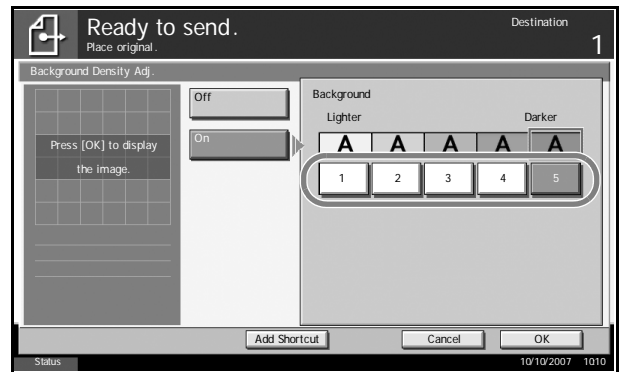 Ready to send.
Destination
Place original.
1
Background Density Adj.
Off
Background
Lighter
Darker
On
A A A A A
Press [OK] to display
the image.
1 2 3 4 5
Add Shortcut
Cancel
OK
Status
10/10/2007 1010